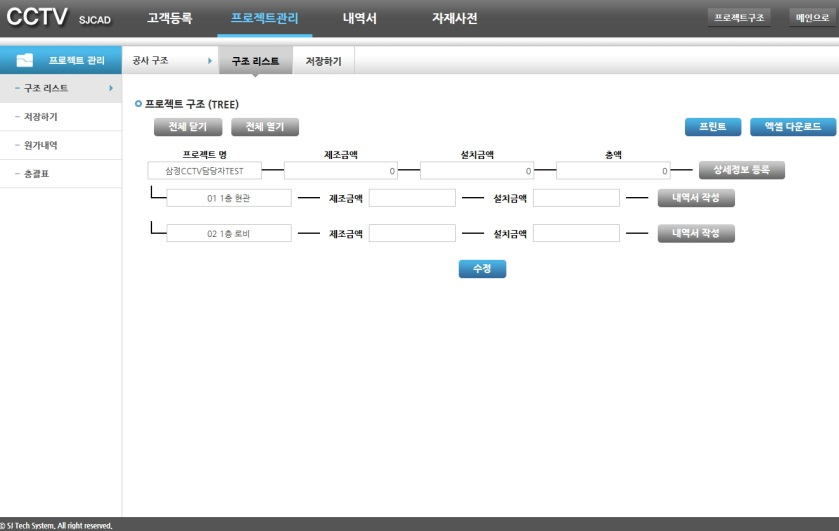 CCTV SJCAD 고객등록 프로젝트관리 내역서 자재사전 프로젝트구조 메인으로
프로젝트 관리 공사 구조 구조 리스트 저장하기
- 구조 리스트
- 저장하기
- 원가내역
- 총괄표
프로젝트 구조 (TREE)
전체 닫기 전체 열기 프린트 엑셀 다운로드
프로젝트 명 제조금액 설치금액 총액
삼정CCTV담당자TEST 0 0 0 상세정보 등록
01 1층 현관 제조금액 설치금액 내역서 작성
02 1층 로비 제조금액 설치금액 내역서 작성
수정
© SJ Tech System, All right reserved.